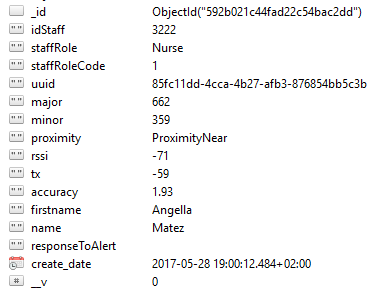 _id ObjectId("592b021c44fad22c54bac2dd")
" " idStaff 3222
" " staffRole Nurse
" " staffRoleCode 1
" " uuid 85fc11dd-4cca-4b27-afb3-876854bb5c3b
" " major 662
" " minor 359
" " proximity ProximityNear
" " rssi -71
" " tx -59
" " accuracy 1.93
" " firstname Angella
" " name Matez
" " responseToAlert
create_date 2017-05-28 19:00:12.484+02:00
# __v 0